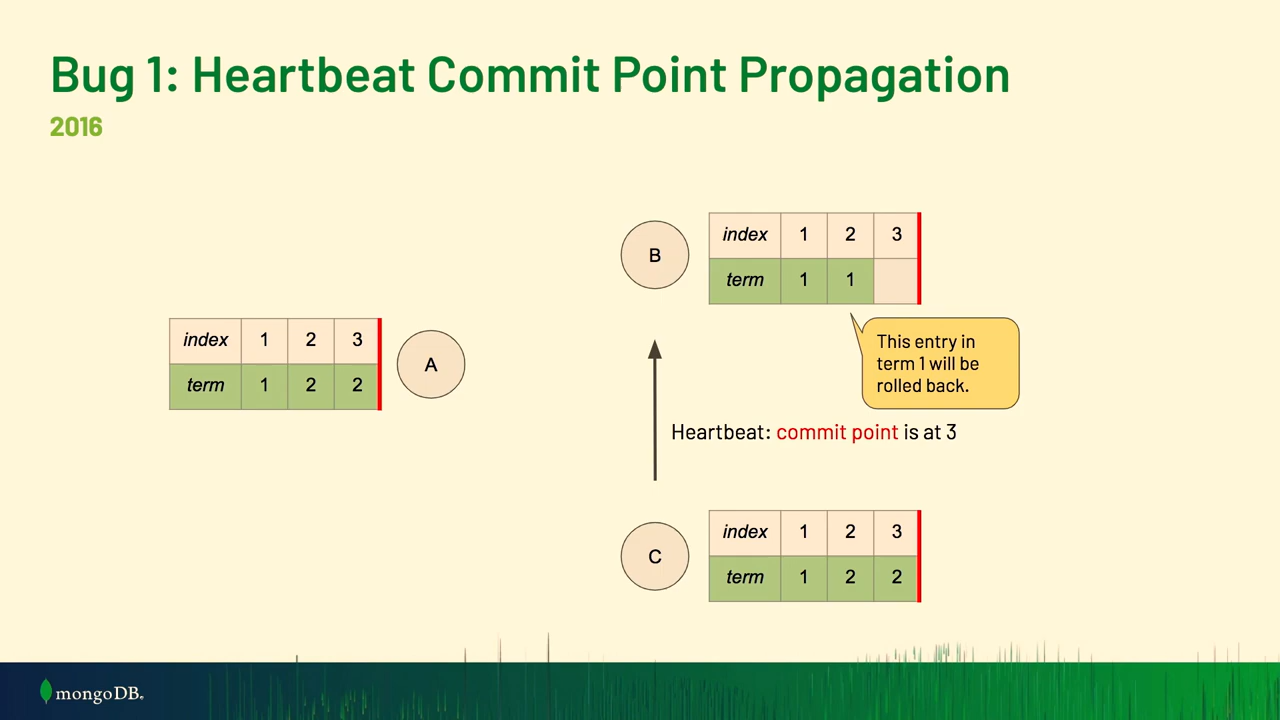 Bug 1: Heartbeat Commit Point Propagation
2016
B
index 1 2 3
term 1 1
index 1 2 3
term 1 2 2
A
This entry in
term 1 will be
rolled back.
Heartbeat: commit point is at 3
C
index 1 2 3
term 1 2 2
mongoDB®